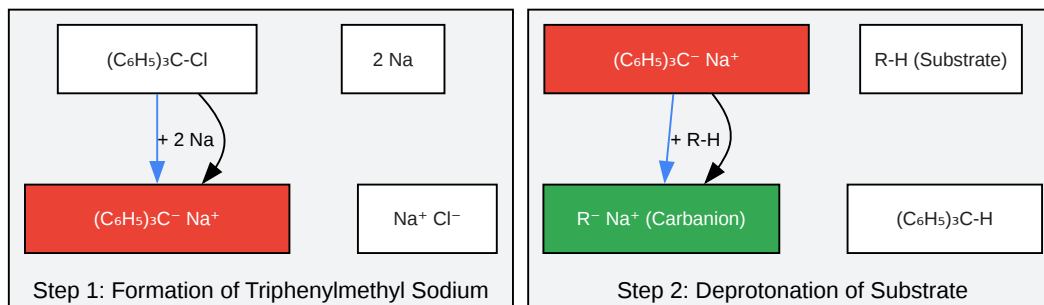 (C₆H₅)₃C-Cl
2 Na
+ 2 Na
(C₆H₅)₃C⁻ Na⁺
Na⁺ Cl⁻
Step 1: Formation of Triphenylmethyl Sodium
(C₆H₅)₃C⁻ Na⁺
R-H (Substrate)
+ R-H
R⁻ Na⁺ (Carbanion)
(C₆H₅)₃C-H
Step 2: Deprotonation of Substrate